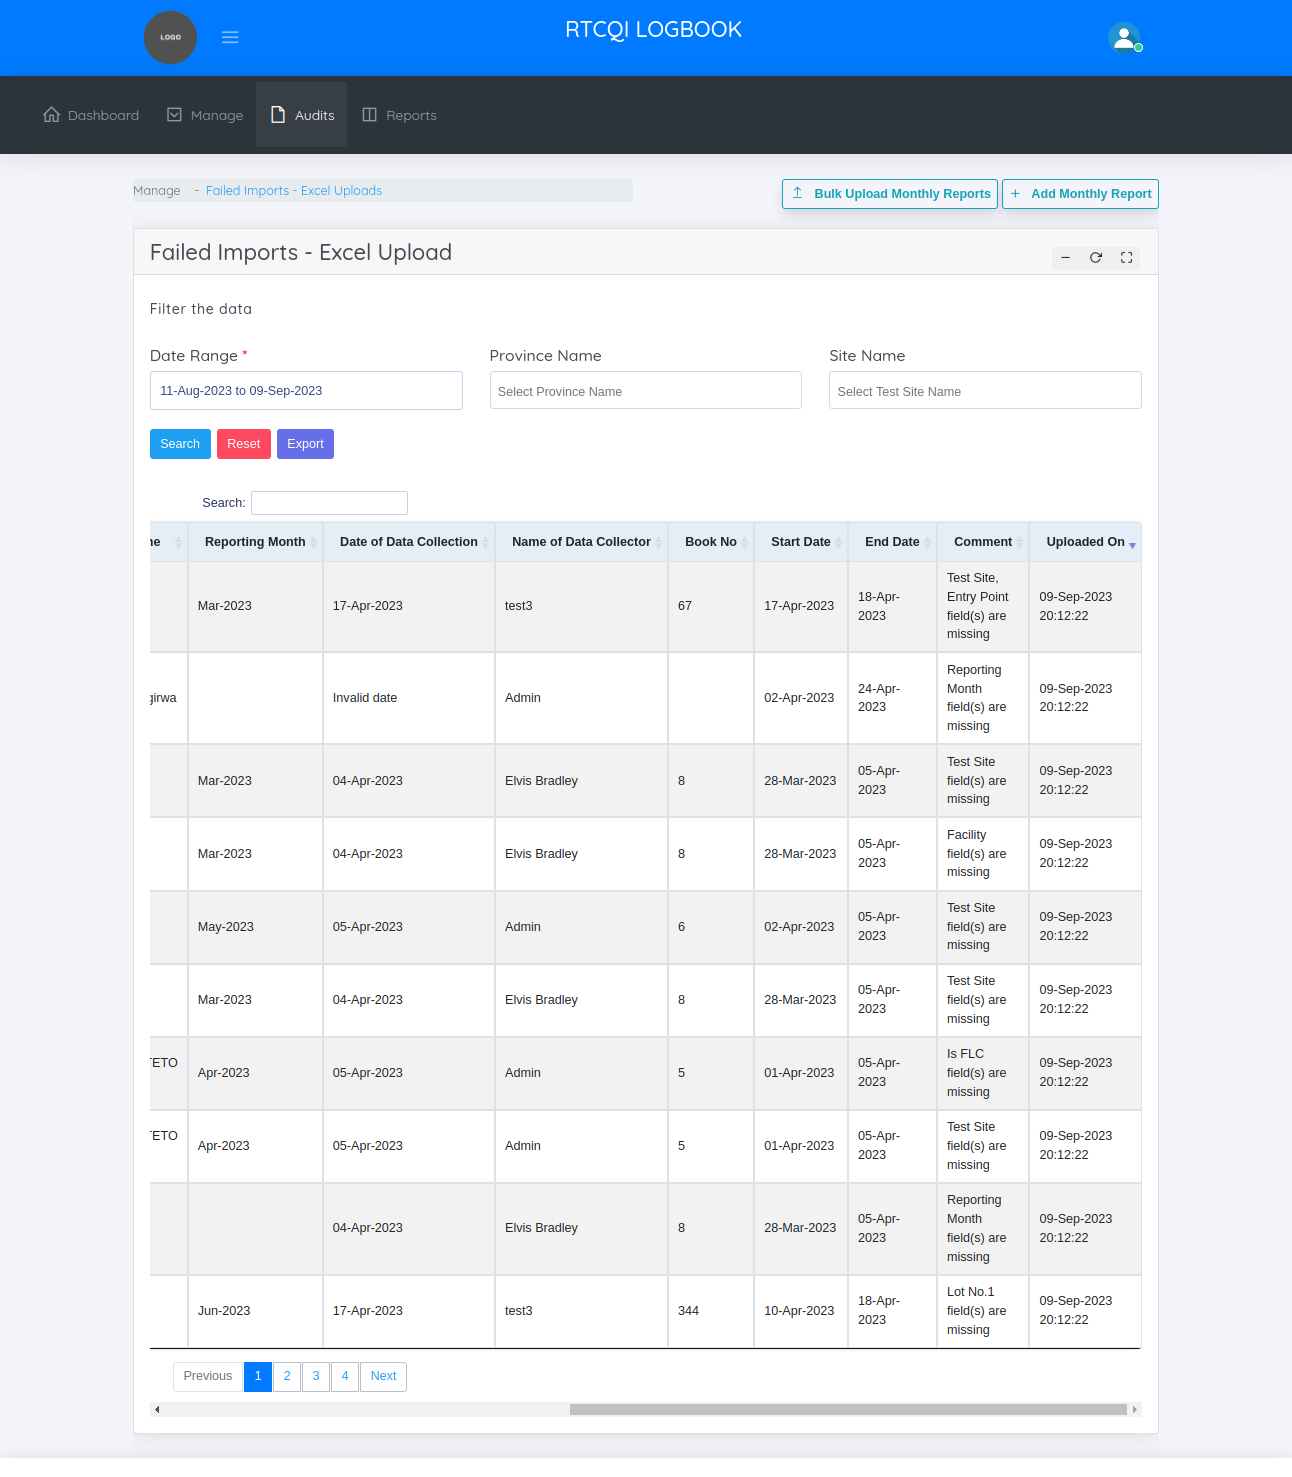 LOGO
RTCQI LOGBOOK
Dashboard Manage Audits Reports
Manage - Failed Imports - Excel Uploads
Bulk Upload Monthly Reports + Add Monthly Report
Failed Imports - Excel Upload
Filter the data
Date Range * Province Name Site Name
11-Aug-2023 to 09-Sep-2023 Select Province Name Select Test Site Name
Search Reset Export
Search:
ne Reporting Month Date of Data Collection Name of Data Collector Book No Start Date End Date Comment Uploaded On
Test Site,
18-Apr- Entry Point 09-Sep-2023
Mar-2023 17-Apr-2023 test3 67 17-Apr-2023
2023 field(s) are 20:12:22
missing
Reporting
24-Apr- Month 09-Sep-2023
girwa Invalid date Admin 02-Apr-2023
2023 field(s) are 20:12:22
missing
05-Apr- Test Site 09-Sep-2023
Mar-2023 04-Apr-2023 Elvis Bradley 8 28-Mar-2023 field(s) are
2023 missing 20:12:22
05-Apr- Facility 09-Sep-2023
Mar-2023 04-Apr-2023 Elvis Bradley 8 28-Mar-2023 field(s) are
2023 missing 20:12:22
05-Apr- Test Site 09-Sep-2023
May-2023 05-Apr-2023 Admin 6 02-Apr-2023 field(s) are
2023 missing 20:12:22
05-Apr- Test Site 09-Sep-2023
Mar-2023 04-Apr-2023 Elvis Bradley 8 28-Mar-2023 field(s) are
2023 missing 20:12:22
TETO 05-Apr- Is FLC 09-Sep-2023
Apr-2023 05-Apr-2023 Admin 5 01-Apr-2023 field(s) are
2023 missing 20:12:22
TETO 05-Apr- Test Site 09-Sep-2023
Apr-2023 05-Apr-2023 Admin 5 01-Apr-2023 field(s) are
2023 missing 20:12:22
Reporting
05-Apr- Month 09-Sep-2023
04-Apr-2023 Elvis Bradley 8 28-Mar-2023
2023 field(s) are 20:12:22
missing
18-Apr- Lot No.1 09-Sep-2023
Jun-2023 17-Apr-2023 test3 344 10-Apr-2023 field(s) are
2023 missing 20:12:22
Previous 1 2 3 4 Next